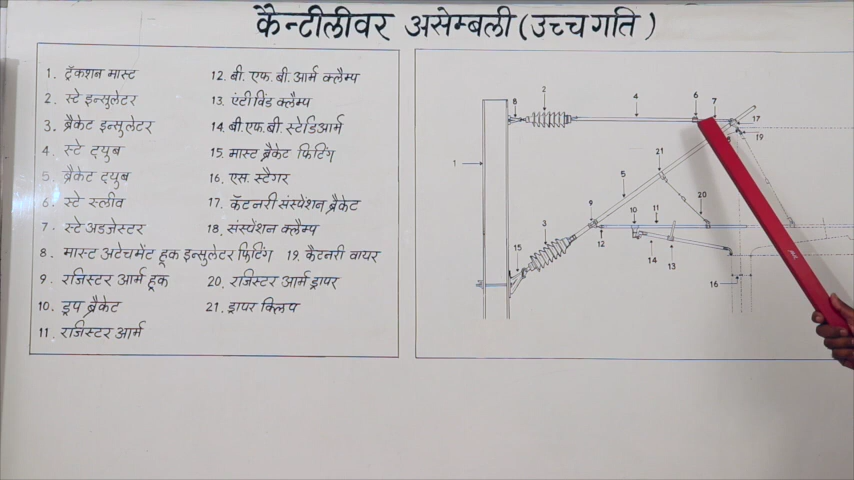 कैन्टीलीवर असेम्बली (उच्च गति)
1. ट्रॅकशन मास्ट
2. स्टे इन्सुलेटर
3. ब्रैकेट इन्सुलेटर
4. स्टे ट्युब
5. ब्रैकेट ट्युब
6. स्टे स्लीव
7. स्टे अडजेस्टर
8. मास्ट अटेचमेंट हूक इन्सुलेटर फिटिंग
9. रजिस्टर आर्म हूक
10. ड्रप ब्रैकेट
11. रजिस्टर आर्म
12. बी. एफ. बी. आर्म क्लैम्प
13. एंटी विंड क्लैम्प
14. बी. एफ. बी. स्टेडि आर्म
15. मास्ट ब्रैकेट फिटिंग
16. एस. स्टैगर
17. कॅटनरी संस्पेंशन ब्रैकेट
18. संस्पेंशन क्लैम्प
19. कैटनरी वायर
20. रजिस्टर आर्म ड्रापर
21. ड्रापर क्लिप
8 2 4 6 7
17
19
1
21
5
20
3 9 10 11
12
15 14 13
16